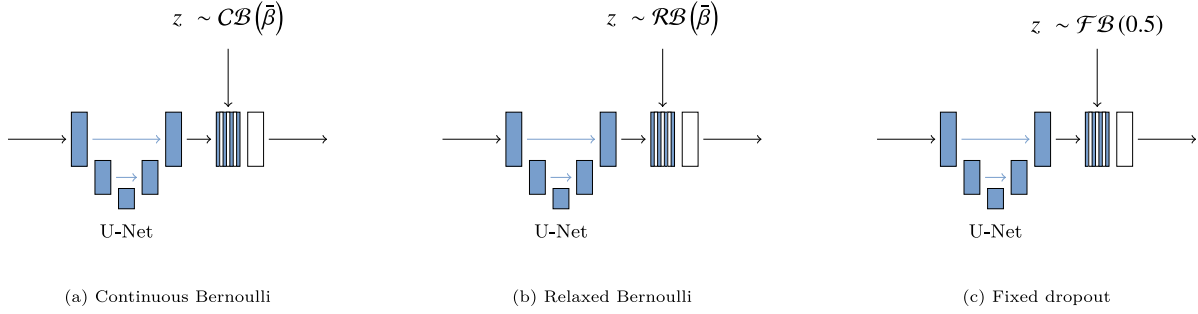 z ∼ 𝒞ℬ(β̄)
z ∼ ℛℬ(β̄)
z ∼ ℱℬ(0.5)
U-Net
U-Net
U-Net
(a) Continuous Bernoulli
(b) Relaxed Bernoulli
(c) Fixed dropout